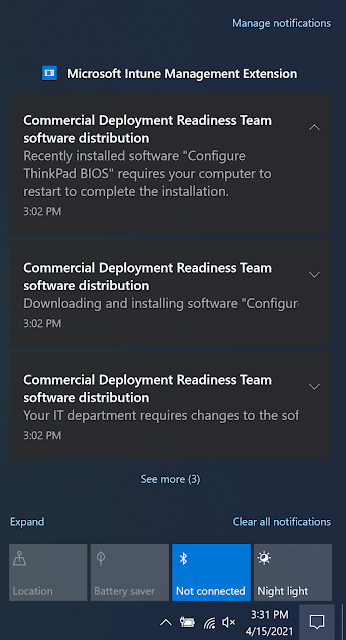 Manage notifications
Microsoft Intune Management Extension
Commercial Deployment Readiness Team
software distribution
Recently installed software "Configure
ThinkPad BIOS" requires your computer to
restart to complete the installation.
3:02 PM
Commercial Deployment Readiness Team
software distribution
Downloading and installing software "Configur
3:02 PM
Commercial Deployment Readiness Team
software distribution
Your IT department requires changes to the sof
3:02 PM
See more (3)
Expand
Clear all notifications
Location
Battery saver
Not connected
Night light
3:31 PM
4/15/2021